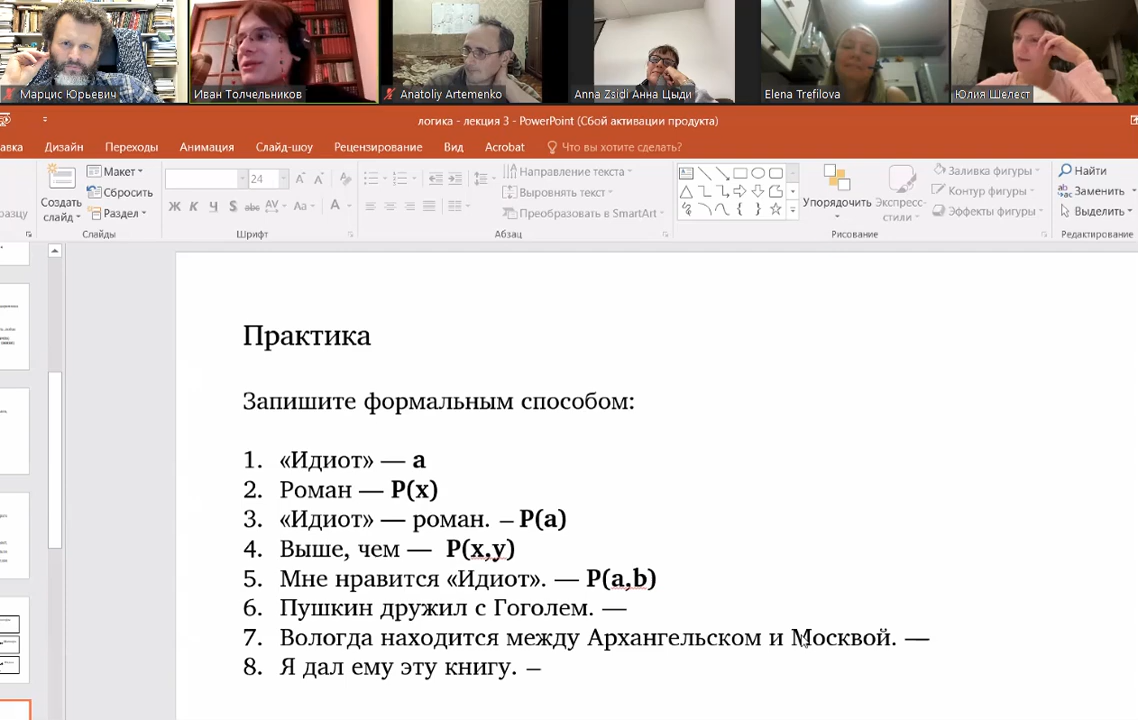 Марцис Юрьевич
Иван Толчельников
Anatoliy Artemenko
Anna Zsidi Анна Цыди
Elena Trefilova
Юлия Шелест
логика - лекция 3 - PowerPoint (Сбой активации продукта)
авка Дизайн Переходы Анимация Слайд-шоу Рецензирование Вид Acrobat Что вы хотите сделать?
Создать слайд
Макет
Сбросить
Раздел
разцу
Слайды
24
Ж К Ч S abc AV Aa A
Шрифт
Направление текста
Выровнять текст
Преобразовать в SmartArt
Абзац
Упорядочить
Экспресс-стили
Заливка фигуры
Контур фигуры
Эффекты фигуры
Рисование
Найти
Заменить
Выделить
Редактирование
Практика
Запишите формальным способом:
1. «Идиот» — a
2. Роман — P(x)
3. «Идиот» — роман. – P(a)
4. Выше, чем — P(x,y)
5. Мне нравится «Идиот». — P(a,b)
6. Пушкин дружил с Гоголем. —
7. Вологда находится между Архангельском и Москвой. —
8. Я дал ему эту книгу. –